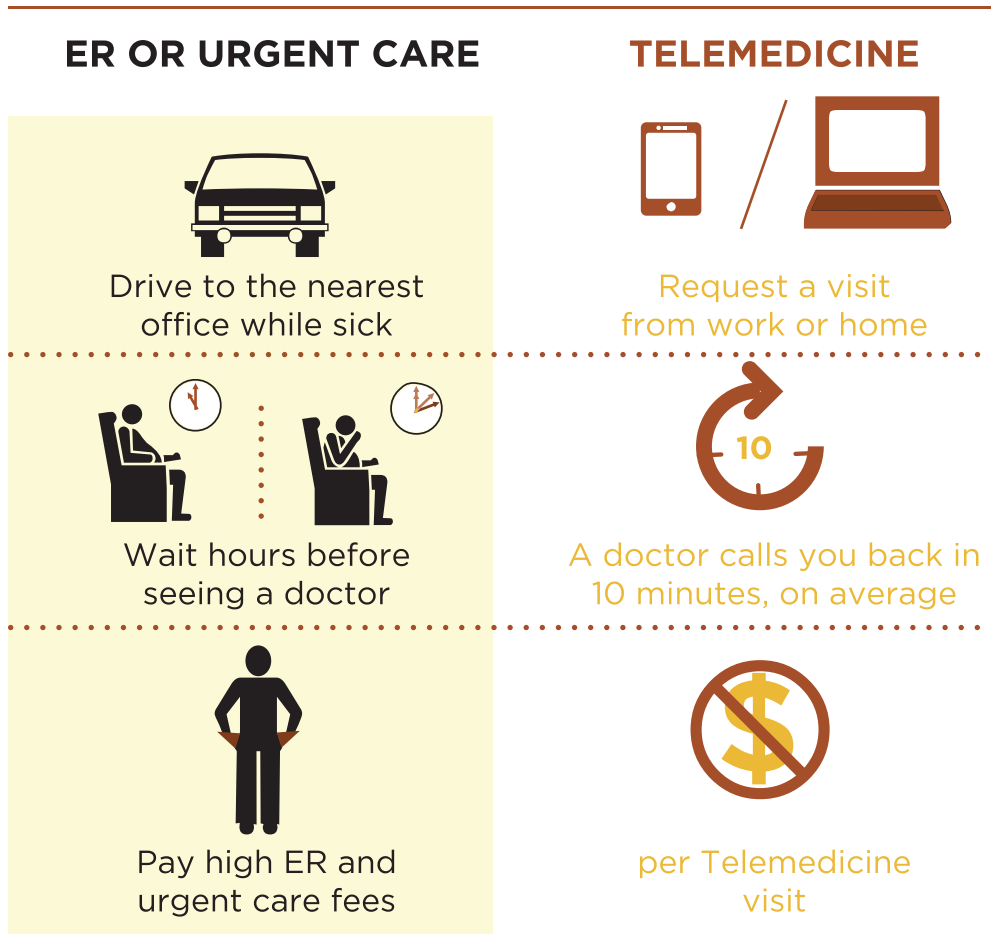 ER OR URGENT CARE
TELEMEDICINE
Drive to the nearest
office while sick
Request a visit
from work or home
10
Wait hours before
seeing a doctor
A doctor calls you back in
10 minutes, on average
$
Pay high ER and
urgent care fees
per Telemedicine
visit